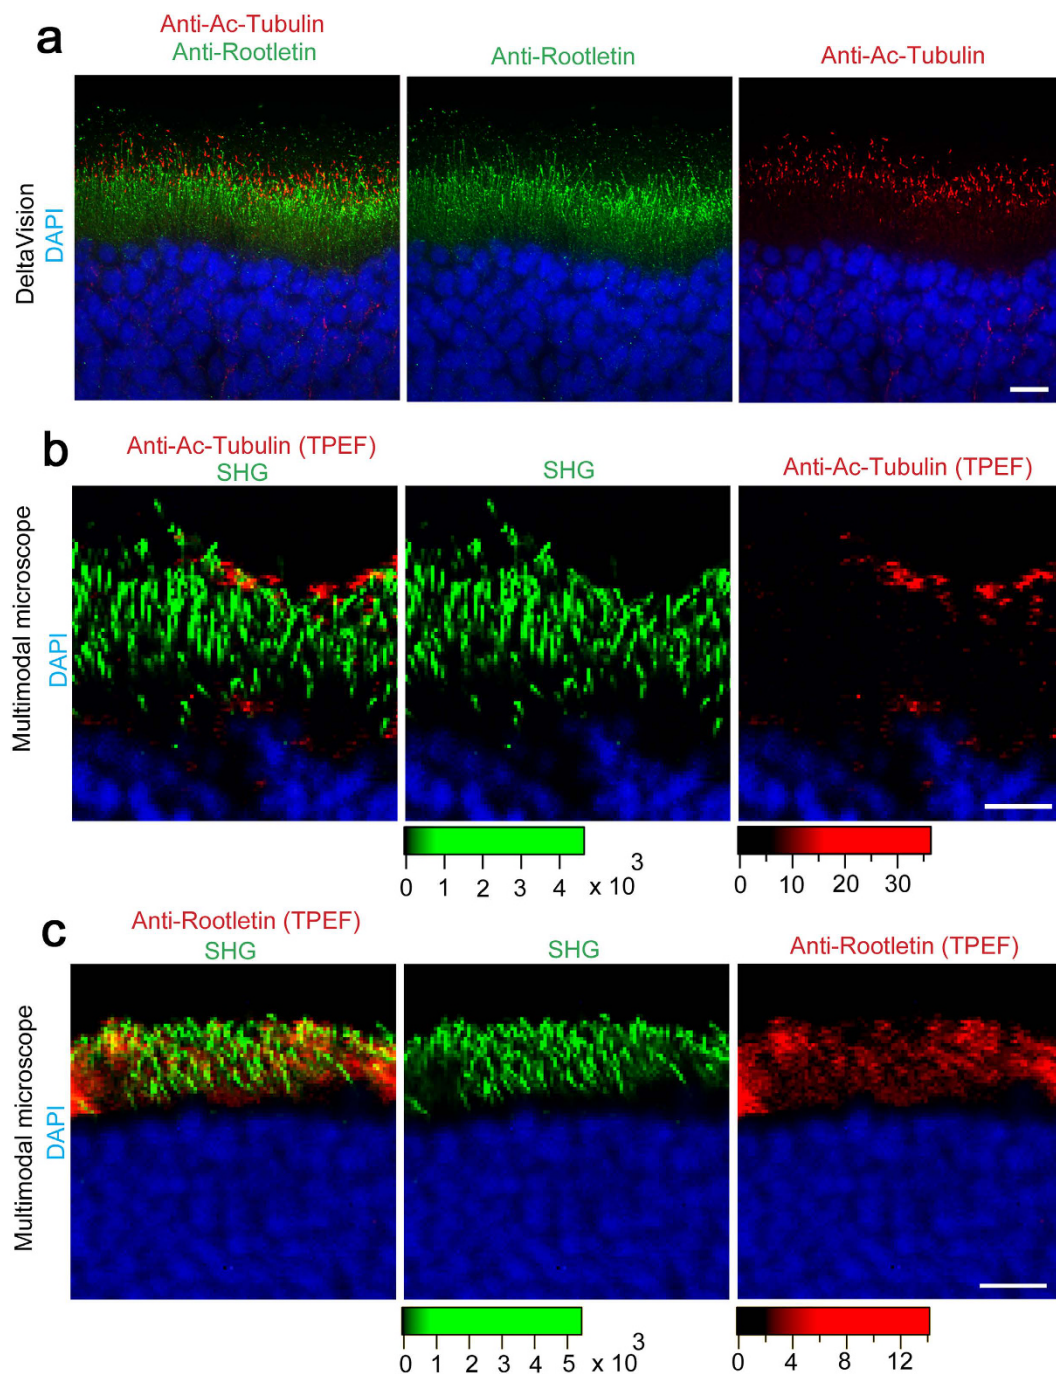 a
Anti-Ac-Tubulin
Anti-Rootletin
Anti-Rootletin
Anti-Ac-Tubulin
DeltaVision
DAPI
b
Anti-Ac-Tubulin (TPEF)
SHG
SHG
Anti-Ac-Tubulin (TPEF)
Multimodal microscope
DAPI
0 1 2 3 4 x 10 3
0 10 20 30
c
Anti-Rootletin (TPEF)
SHG
SHG
Anti-Rootletin (TPEF)
Multimodal microscope
DAPI
0 1 2 3 4 5 x 10 3
0 4 8 12